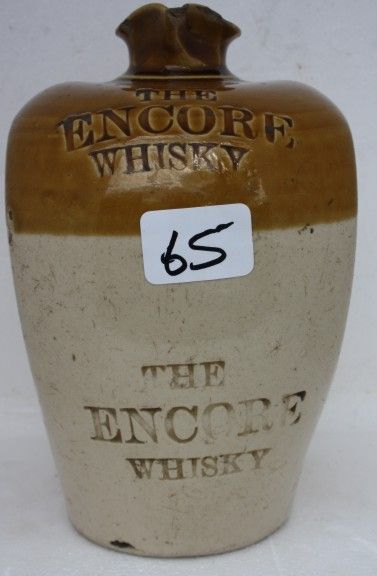 THE
ENCORE
WHISKY
65
THE
ENCORE
WHISKY